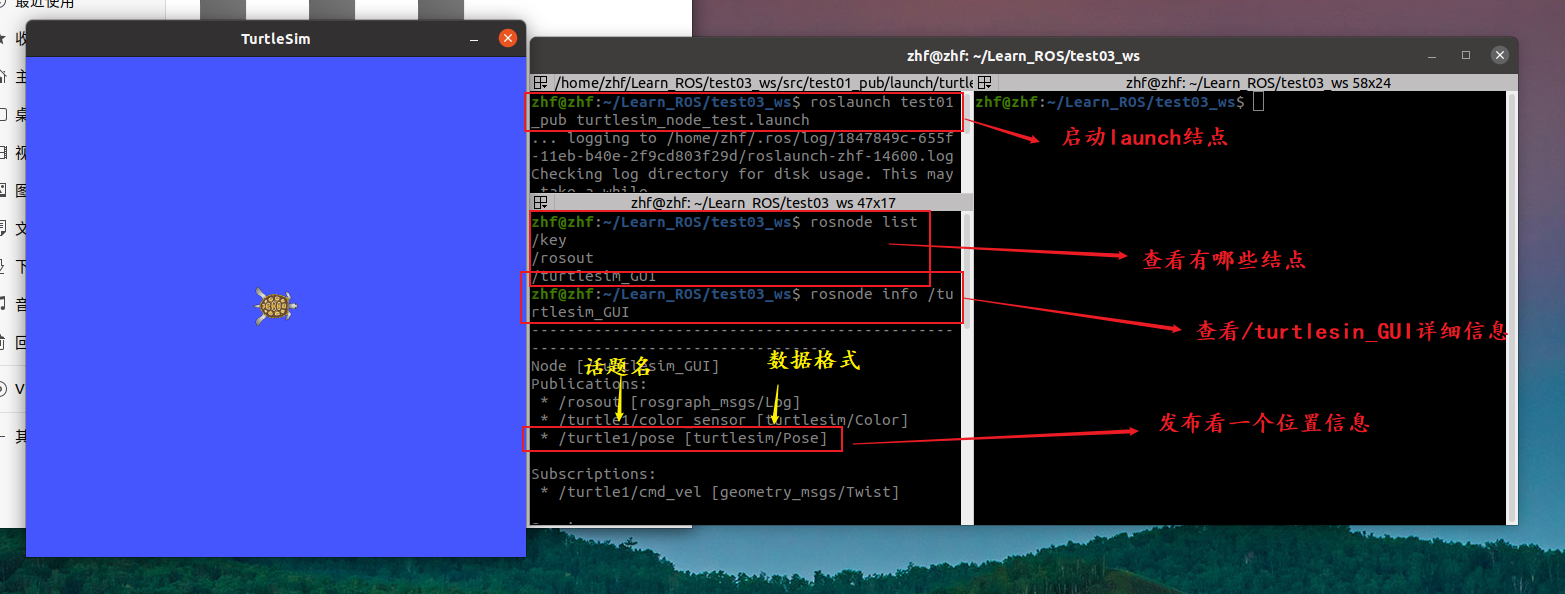 最近使用
TurtleSim
zhf@zhf: ~/Learn_ROS/test03_ws
/home/zhf/Learn_ROS/test03_ws/src/test01_pub/launch/turtle
zhf@zhf: ~/Learn_ROS/test03_ws 58x24
zhf@zhf:~/Learn_ROS/test03_ws$ roslaunch test01
_pub turtlesim_node_test.launch
... logging to /home/zhf/.ros/log/1847849c-655f
-11eb-b40e-2f9cd803f29d/roslaunch-zhf-14600.log
Checking log directory for disk usage. This may
take a while.
zhf@zhf:~/Learn_ROS/test03_ws$
启动launch结点
zhf@zhf: ~/Learn_ROS/test03_ws 47x17
zhf@zhf:~/Learn_ROS/test03_ws$ rosnode list
/key
/rosout
/turtlesim_GUI
查看有哪些结点
zhf@zhf:~/Learn_ROS/test03_ws$ rosnode info /tu
rtlesim_GUI
查看/turtlesin_GUI详细信息
-----------------------------------------------
---------------------------------
话题名
数据格式
Node [/turtlesim_GUI]
Publications:
* /rosout [rosgraph_msgs/Log]
* /turtle1/color_sensor [turtlesim/Color]
* /turtle1/pose [turtlesim/Pose]
发布看一个位置信息
Subscriptions:
* /turtle1/cmd_vel [geometry_msgs/Twist]
收
主
桌
视
图
文
下
音
回
V
其